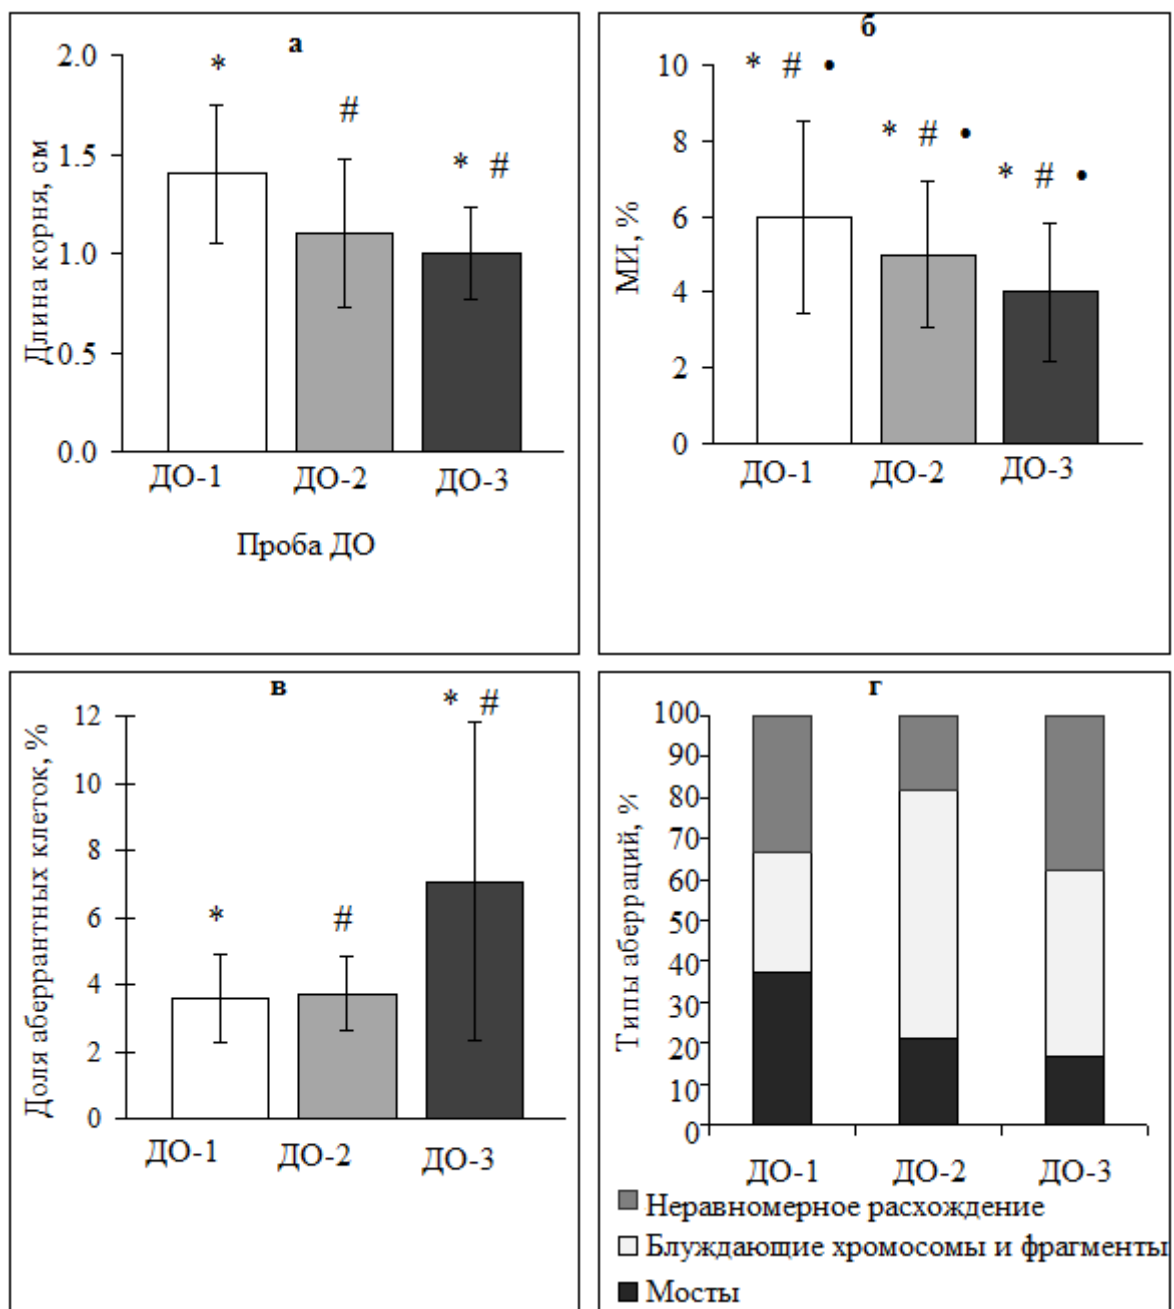 а
Длина корня, см
2.0
1.5
1.0
0.5
0.0
*
#
* #
ДО-1 ДО-2 ДО-3
Проба ДО
б
МИ, %
10
8
6
4
2
0
* # •
* # •
* # •
ДО-1 ДО-2 ДО-3
в
Доля аберрантных клеток, %
12
10
8
6
4
2
0
*
#
* #
ДО-1 ДО-2 ДО-3
г
Типы аберраций, %
100
90
80
70
60
50
40
30
20
10
0
ДО-1 ДО-2 ДО-3
Неравномерное расхождение
Блуждающие хромосомы и фрагменты
Мосты